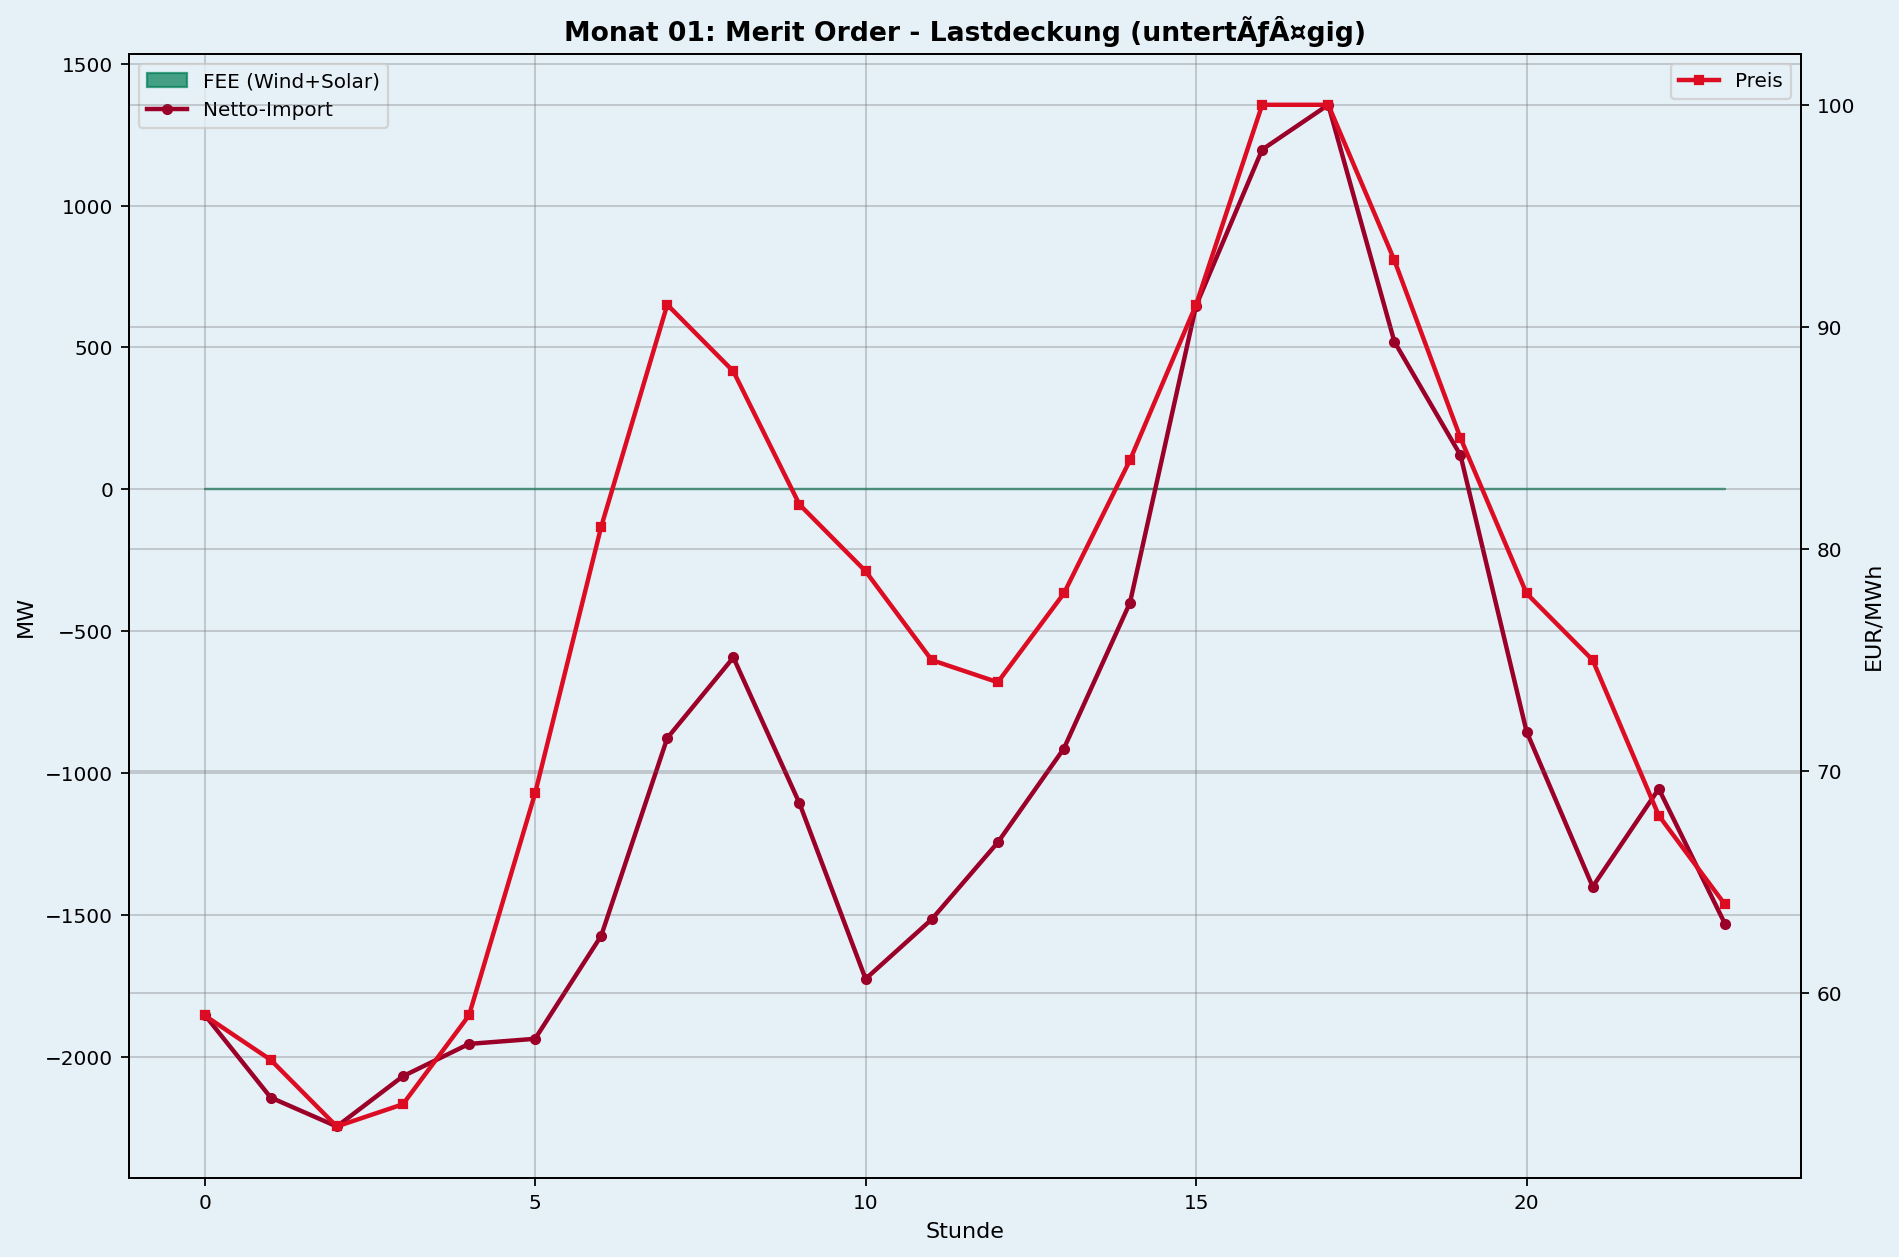 Monat 01: Merit Order - Lastdeckung (untertÃƒÂ¤gig)
FEE (Wind+Solar)
Netto-Import
Preis
1500
1000
500
0
−500
−1000
−1500
−2000
MW
100
90
80
70
60
EUR/MWh
0
5
10
15
20
Stunde